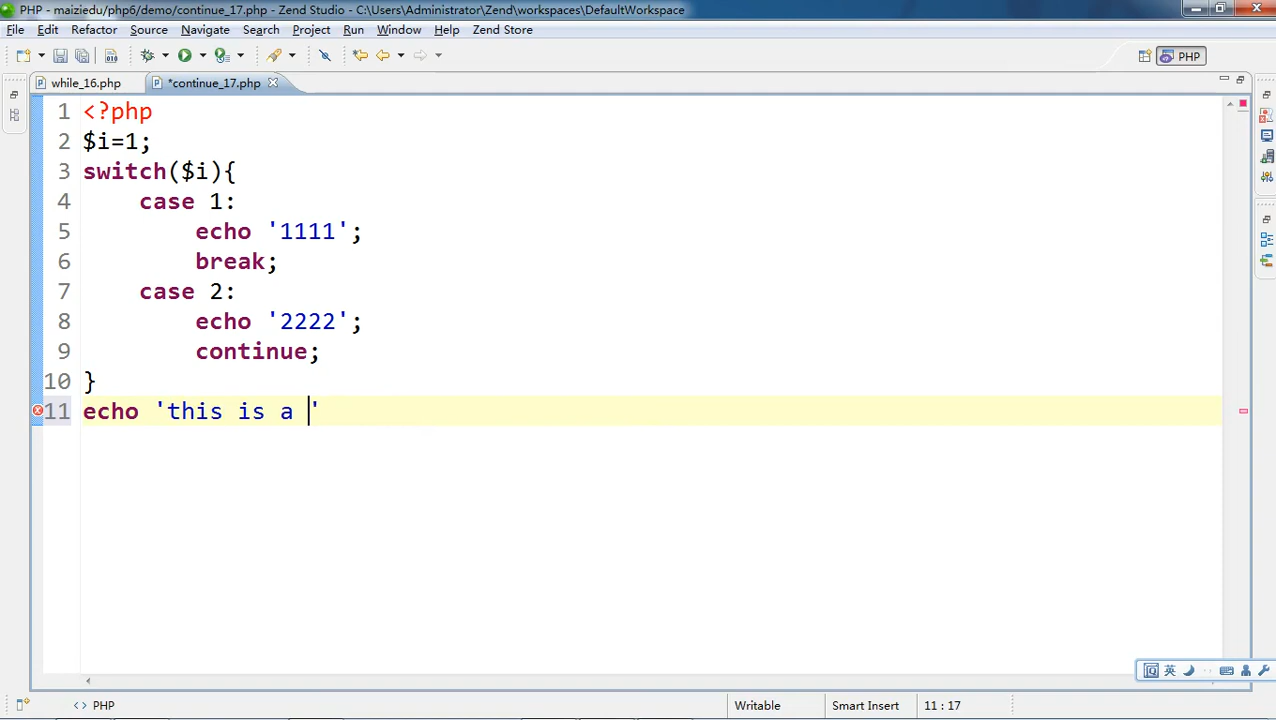 PHP - maiziedu/php6/demo/continue_17.php - Zend Studio - C:\Users\Administrator\Zend\workspaces\DefaultWorkspace
File Edit Refactor Source Navigate Search Project Run Window Help Zend Store
PHP
while_16.php *continue_17.php
1 <?php
2 $i=1;
3 switch($i){
4 case 1:
5 echo '1111';
6 break;
7 case 2:
8 echo '2222';
9 continue;
10 }
11 echo 'this is a '
英
<> PHP Writable Smart Insert 11 : 17